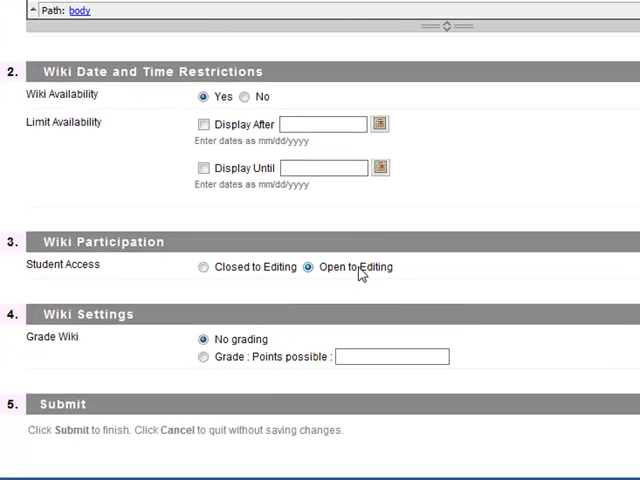 Path: body
2. Wiki Date and Time Restrictions
Wiki Availability Yes No
Limit Availability Display After
Enter dates as mm/dd/yyyy
Display Until
Enter dates as mm/dd/yyyy
3. Wiki Participation
Student Access Closed to Editing Open to Editing
4. Wiki Settings
Grade Wiki No grading
Grade : Points possible :
5. Submit
Click Submit to finish. Click Cancel to quit without saving changes.